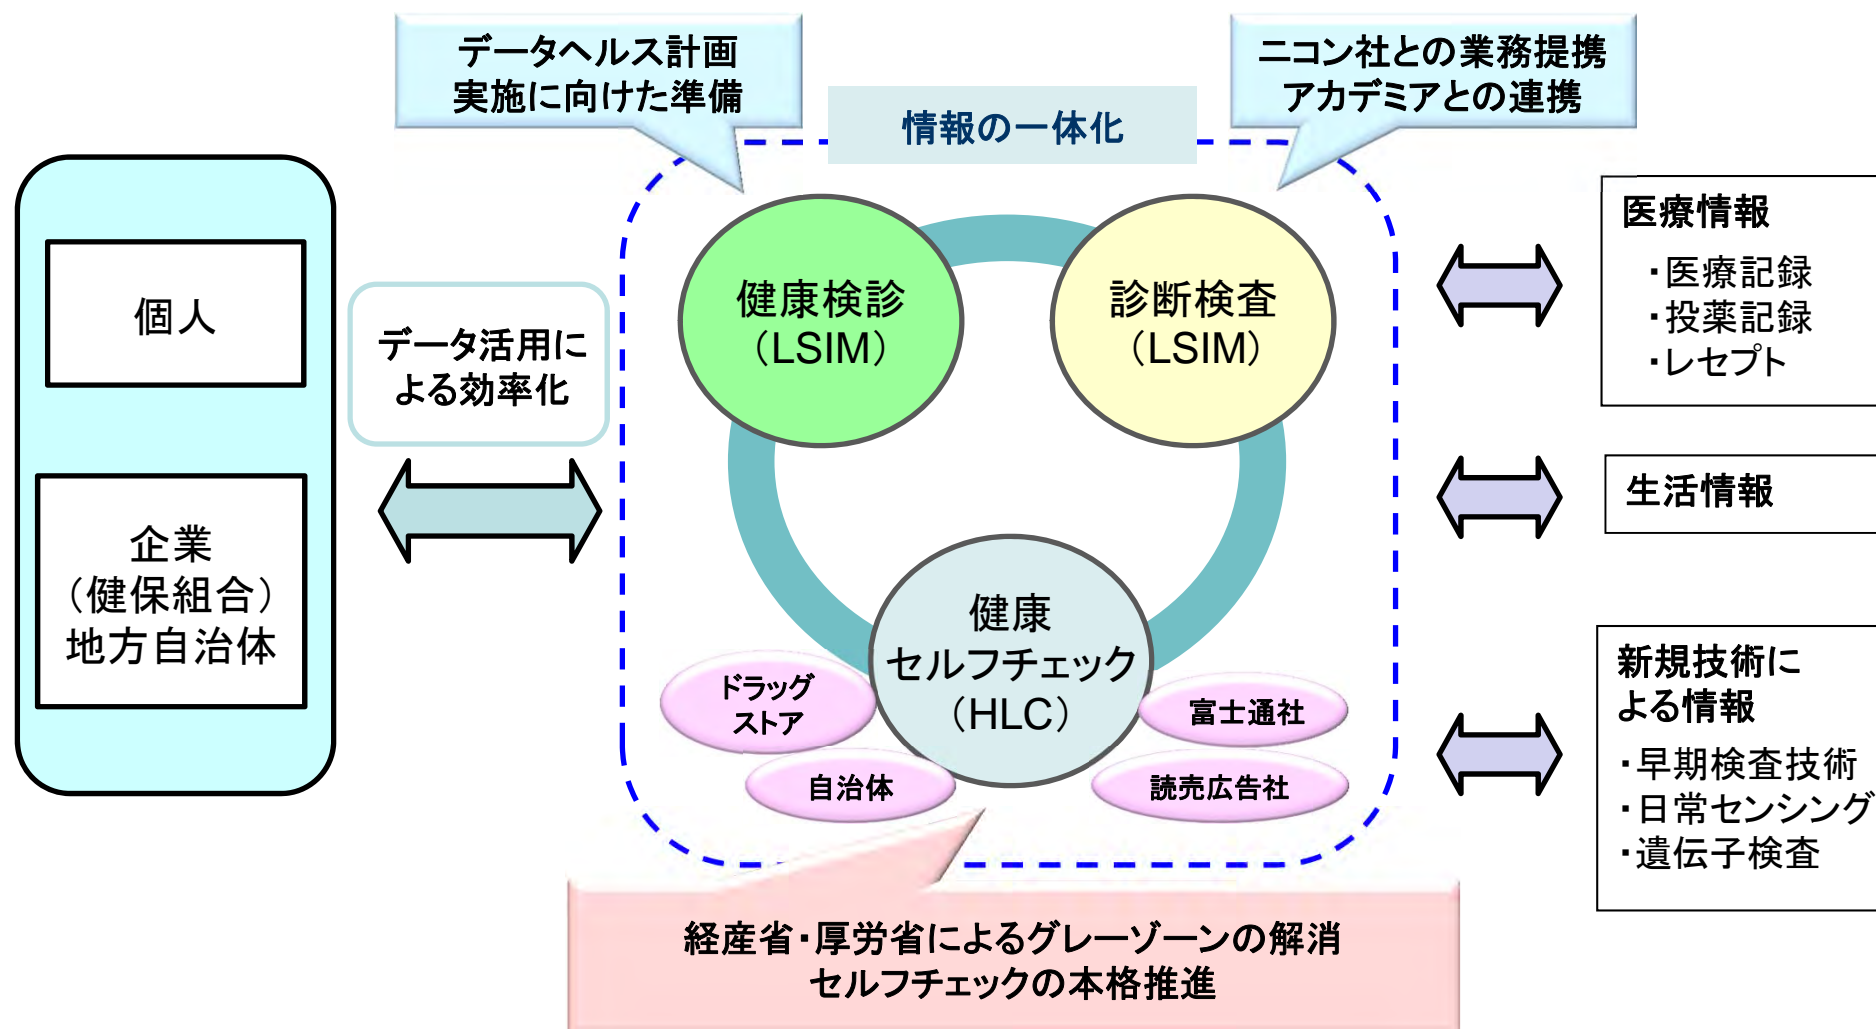 データヘルス計画
実施に向けた準備
ニコン社との業務提携
アカデミアとの連携
情報の一体化
個人
企業
（健保組合）
地方自治体
データ活用に
よる効率化
健康検診
（LSIM）
診断検査
（LSIM）
健康
セルフチェック
（HLC）
ドラッグ
ストア
自治体
富士通社
読売広告社
経産省・厚労省によるグレーゾーンの解消
セルフチェックの本格推進
医療情報
・医療記録
・投薬記録
・レセプト
生活情報
新規技術に
よる情報
・早期検査技術
・日常センシング
・遺伝子検査